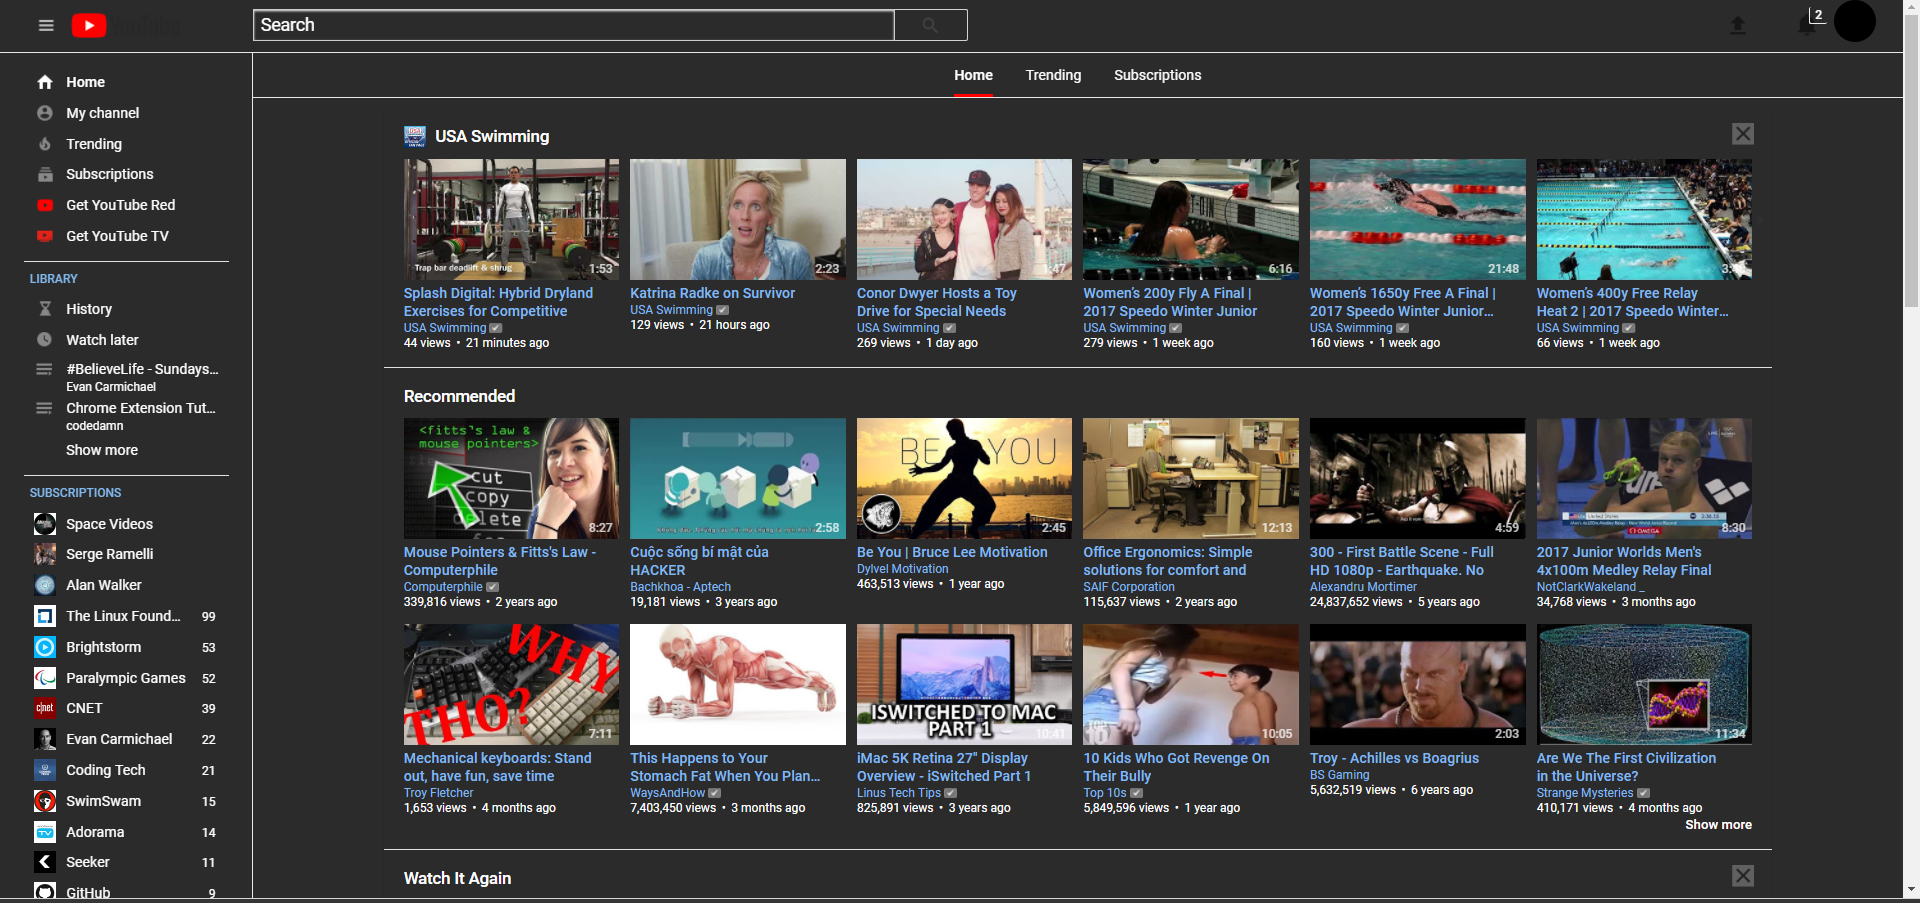 YouTube
Search
2
Home
My channel
Trending
Subscriptions
Get YouTube Red
Get YouTube TV
LIBRARY
History
Watch later
#BelieveLife - Sundays...
Evan Carmichael
Chrome Extension Tut...
codedamn
Show more
SUBSCRIPTIONS
Space Videos
Serge Ramelli
Alan Walker
The Linux Found... 99
Brightstorm 53
Paralympic Games 52
CNET 39
Evan Carmichael 22
Coding Tech 21
SwimSwam 15
Adorama 14
Seeker 11
GitHub 9
Home Trending Subscriptions
USA Swimming
Trap bar deadlift & shrug 1:53
Splash Digital: Hybrid Dryland
Exercises for Competitive
USA Swimming
44 views • 21 minutes ago
2:23
Katrina Radke on Survivor
USA Swimming
129 views • 21 hours ago
Conor Dwyer Hosts a Toy
Drive for Special Needs
USA Swimming
269 views • 1 day ago
6:16
Women's 200y Fly A Final |
2017 Speedo Winter Junior
USA Swimming
279 views • 1 week ago
21:48
Women's 1650y Free A Final |
2017 Speedo Winter Junior...
USA Swimming
160 views • 1 week ago
Women's 400y Free Relay
Heat 2 | 2017 Speedo Winter...
USA Swimming
66 views • 1 week ago
Recommended
<fitts's law &
mouse pointers>
cut
copy
delete
8:27
Mouse Pointers & Fitts's Law -
Computerphile
Computerphile
339,816 views • 2 years ago
2:58
Cuộc sống bí mật của
HACKER
Bachkhoa - Aptech
19,181 views • 3 years ago
BE YOU
2:45
Be You | Bruce Lee Motivation
Dylvel Motivation
463,513 views • 1 year ago
12:13
Office Ergonomics: Simple
solutions for comfort and
SAIF Corporation
115,637 views • 2 years ago
4:59
300 - First Battle Scene - Full
HD 1080p - Earthquake. No
Alexandru Mortimer
24,837,652 views • 5 years ago
United States
OMEGA
8:30
2017 Junior Worlds Men's
4x100m Medley Relay Final
NotClarkWakeland _
34,768 views • 3 months ago
WHY
THO?
7:11
Mechanical keyboards: Stand
out, have fun, save time
Troy Fletcher
1,653 views • 4 months ago
This Happens to Your
Stomach Fat When You Plan...
WaysAndHow
7,403,450 views • 3 months ago
ISWITCHED TO MAC
PART 1
10:41
iMac 5K Retina 27" Display
Overview - iSwitched Part 1
Linus Tech Tips
825,891 views • 3 years ago
10:05
10 Kids Who Got Revenge On
Their Bully
Top 10s
5,849,596 views • 1 year ago
2:03
Troy - Achilles vs Boagrius
BS Gaming
5,632,519 views • 6 years ago
11:34
Are We The First Civilization
in the Universe?
Strange Mysteries
410,171 views • 4 months ago
Show more
Watch It Again